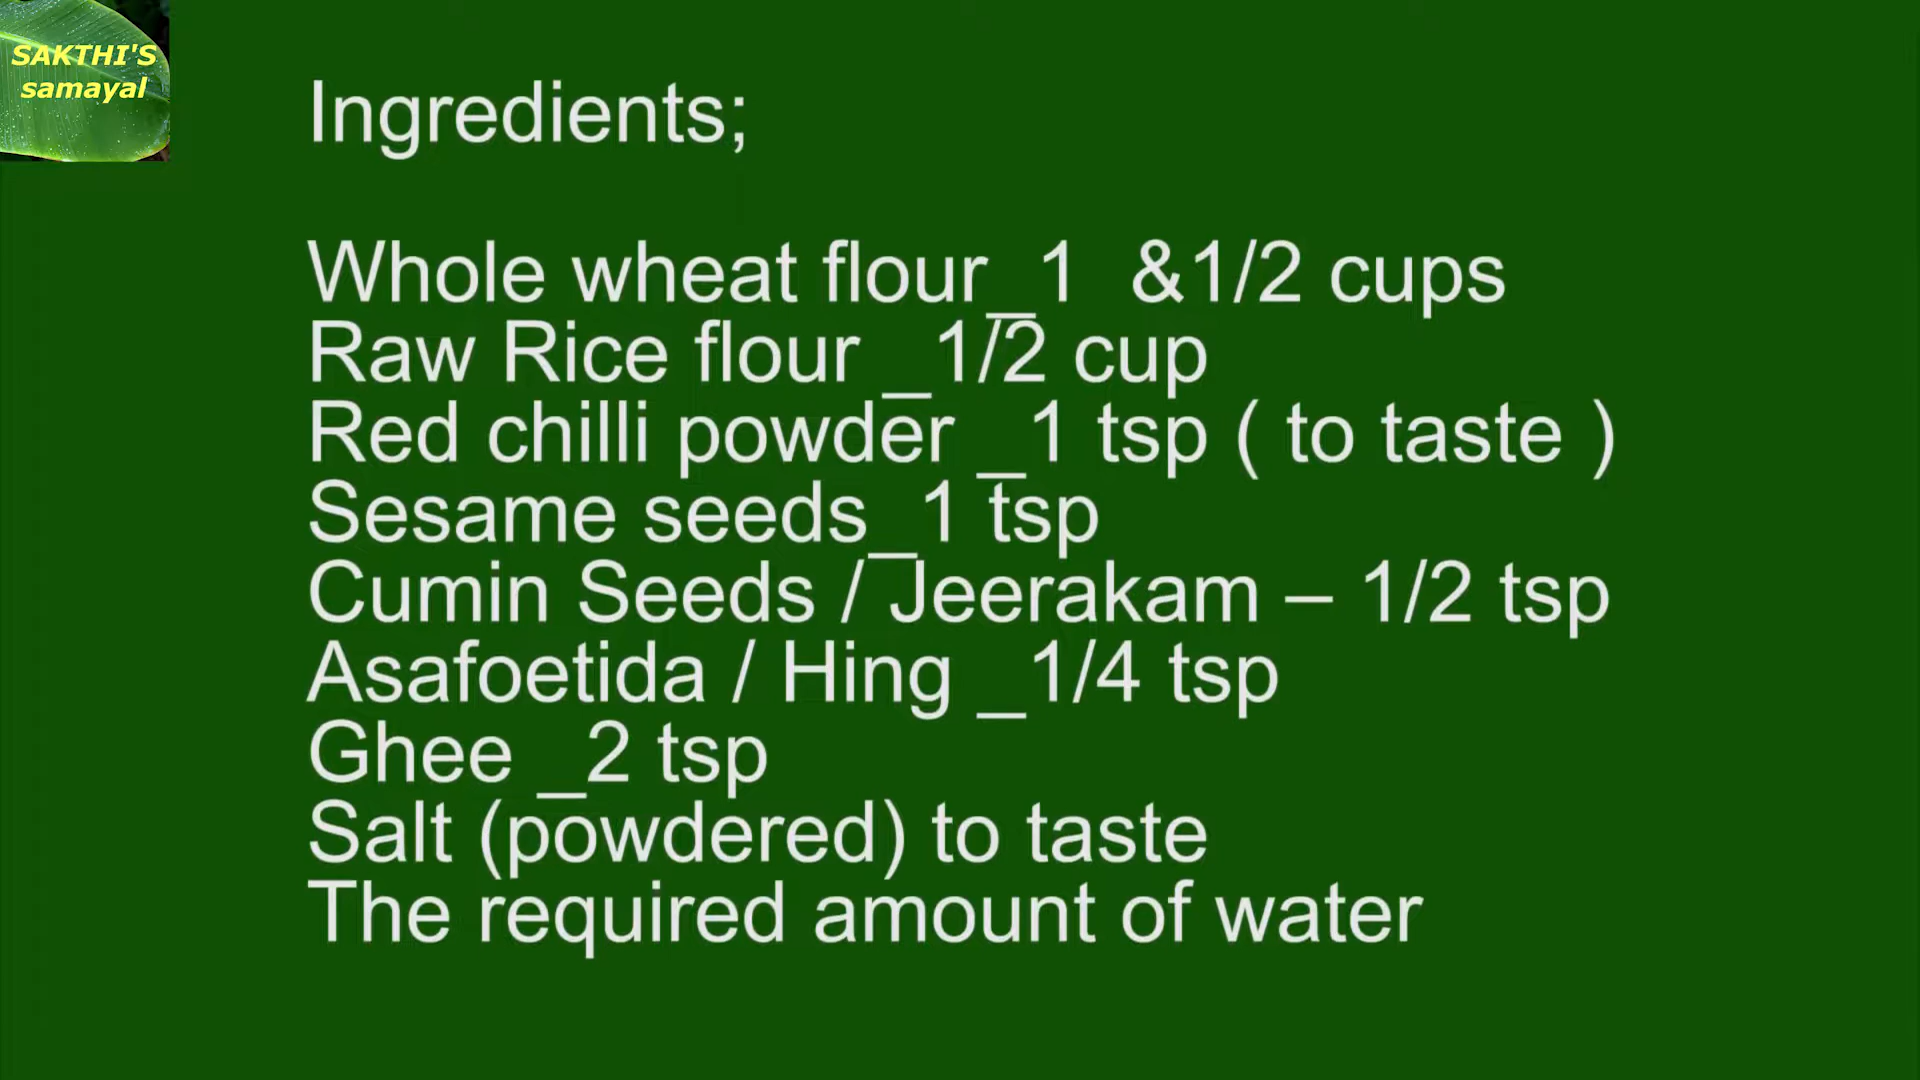 SAKTHI'S
samayal
Ingredients;
Whole wheat flour_1  &1/2 cups
Raw Rice flour _1/2 cup
Red chilli powder _1 tsp ( to taste )
Sesame seeds_1 tsp
Cumin Seeds / Jeerakam – 1/2 tsp
Asafoetida / Hing _1/4 tsp
Ghee _2 tsp
Salt (powdered) to taste
The required amount of water